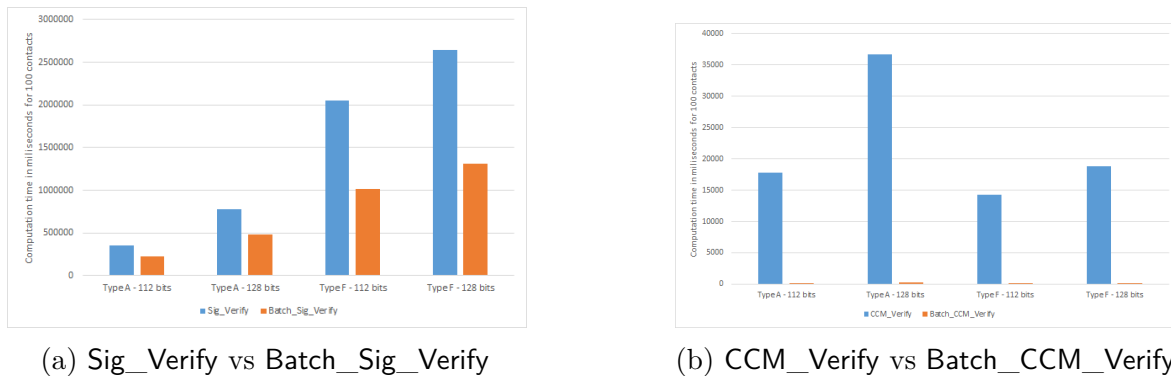 3000000
2500000
2000000
1500000
1000000
500000
0
Computation time in miliseconds for 100 contacts
Type A - 112 bits
Type A - 128 bits
Type F - 112 bits
Type F - 128 bits
Sig_Verify
Batch_Sig_Verify
(a) Sig_Verify vs Batch_Sig_Verify
40000
35000
30000
25000
20000
15000
10000
5000
0
Computation time in miliseconds for 100 contacts
Type A - 112 bits
Type A - 128 bits
Type F - 112 bits
Type F - 128 bits
CCM_Verify
Batch_CCM_Verify
(b) CCM_Verify vs Batch_CCM_Verify